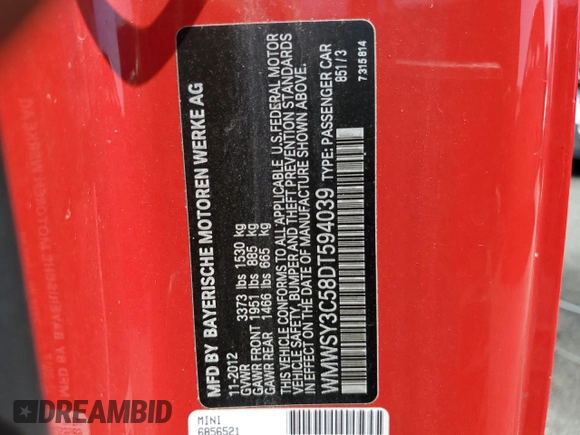 MFD BY BAYERISCHE MOTOREN WERKE AG
11-2012
GVWR 3373 lbs 1530 kg
GAWR FRONT 1951 lbs 885 kg
GAWR REAR 1466 lbs 665 kg
THIS VEHICLE CONFORMS TO ALL APPLICABLE U.S. FEDERAL MOTOR
VEHICLE SAFETY, BUMPER AND THEFT PREVENTION STANDARDS
IN EFFECT ON THE DATE OF MANUFACTURE SHOWN ABOVE.
WMWSY3C58DT594039 TYPE: PASSENGER CAR
851/3
7315814
MINI
6856521
DREAMBID